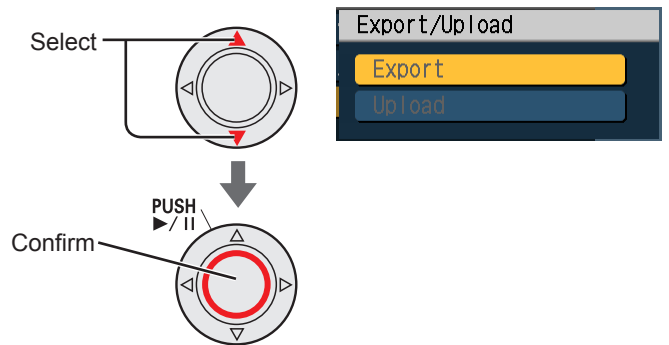 Select
Export/Upload
Export
Upload
PUSH
►/II
Confirm